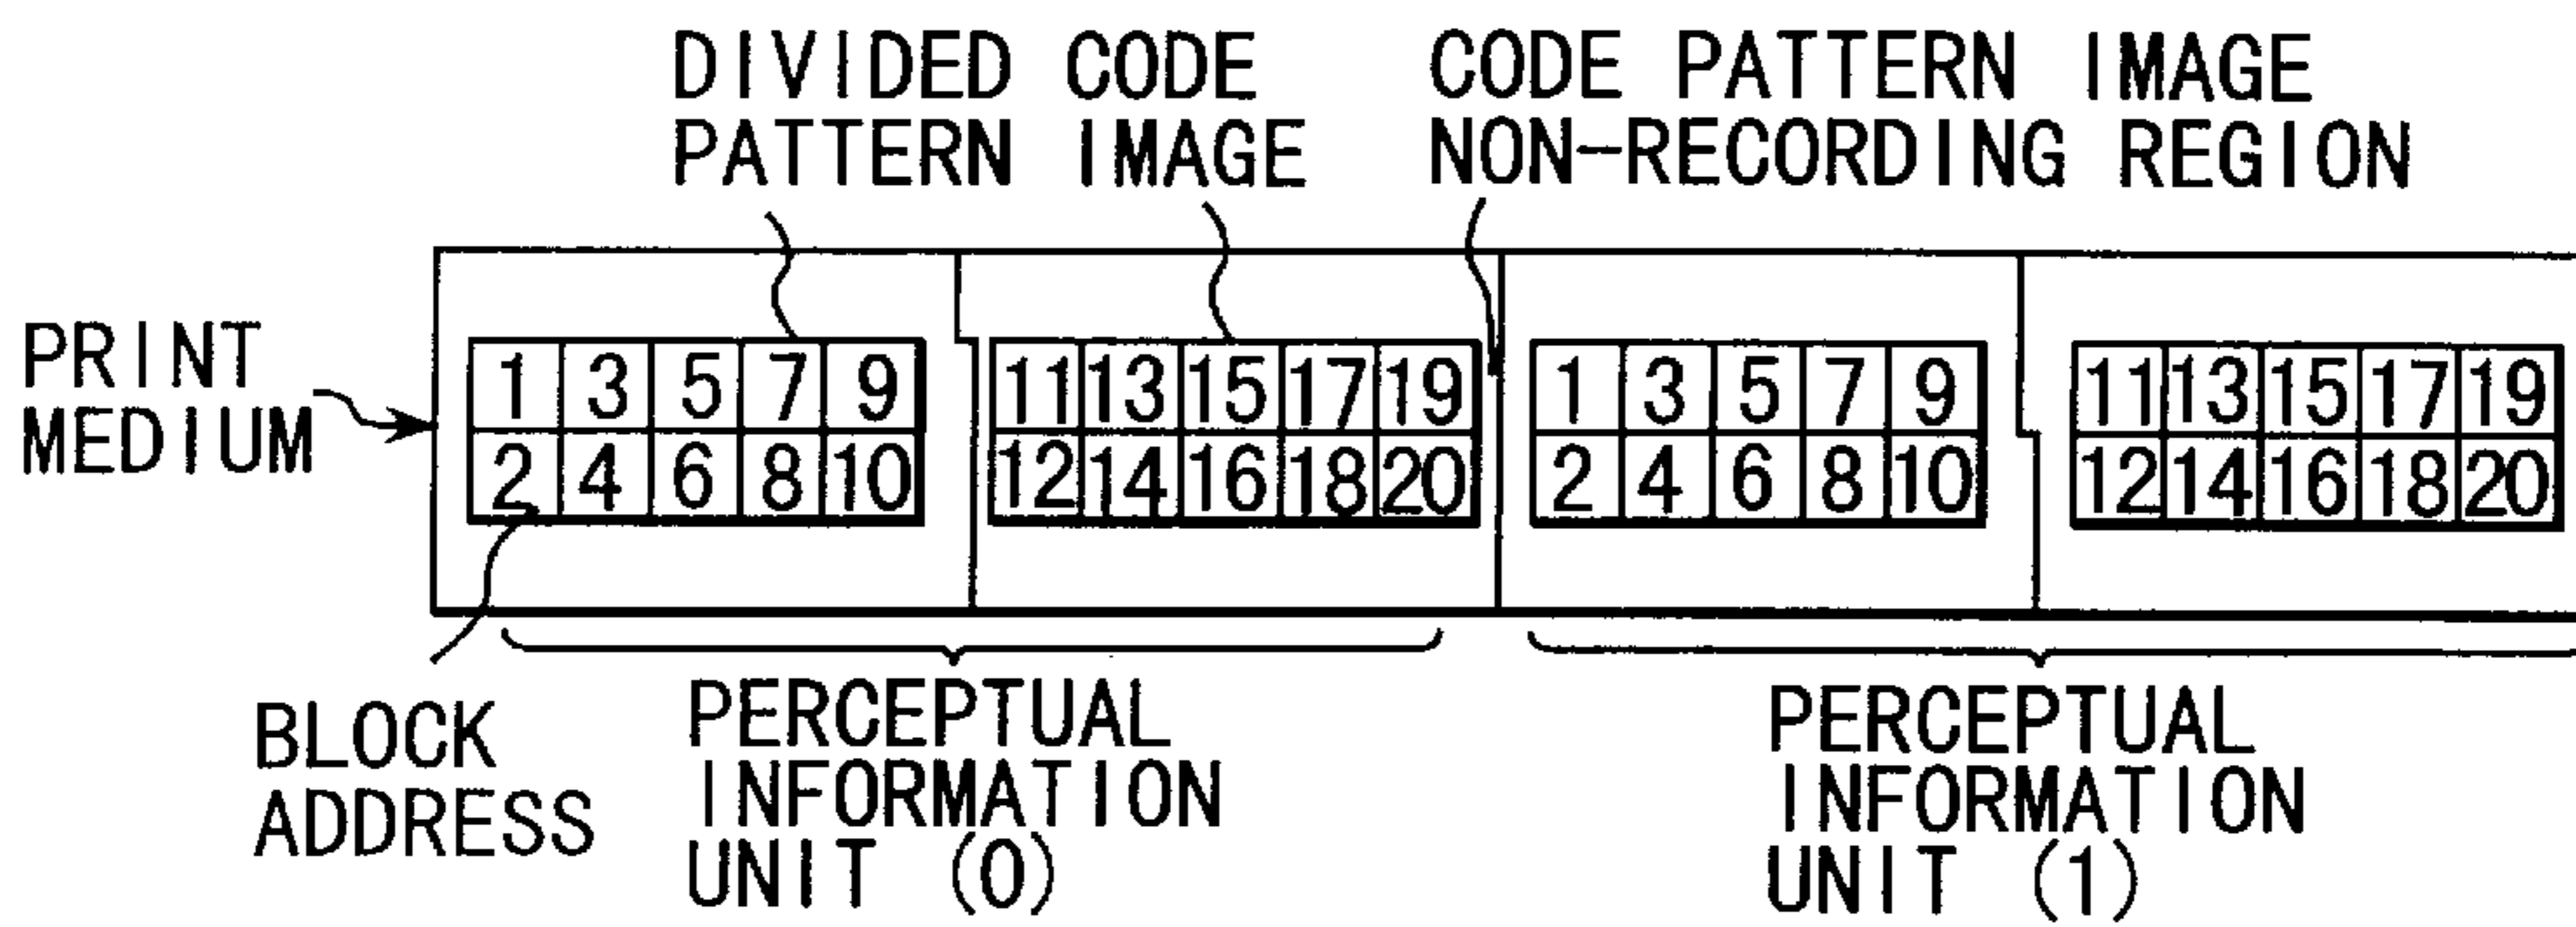 DIVIDED CODE
PATTERN IMAGE
CODE PATTERN IMAGE
NON-RECORDING REGION
PRINT
MEDIUM
1 3 5 7 9
2 4 6 8 10
11 13 15 17 19
12 14 16 18 20
1 3 5 7 9
2 4 6 8 10
11 13 15 17 19
12 14 16 18 20
BLOCK
ADDRESS
PERCEPTUAL
INFORMATION
UNIT (0)
PERCEPTUAL
INFORMATION
UNIT (1)